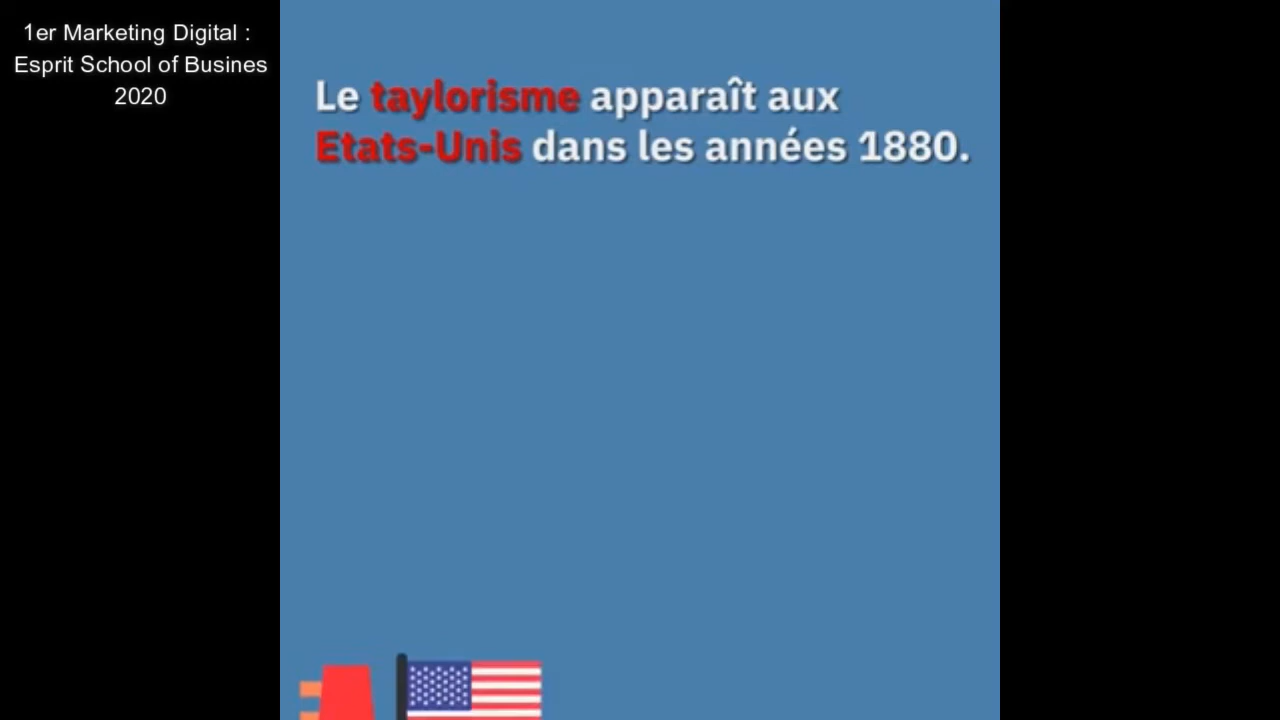 1er Marketing Digital :
Esprit School of Busines
2020
Le taylorisme apparaît aux
Etats-Unis dans les années 1880.